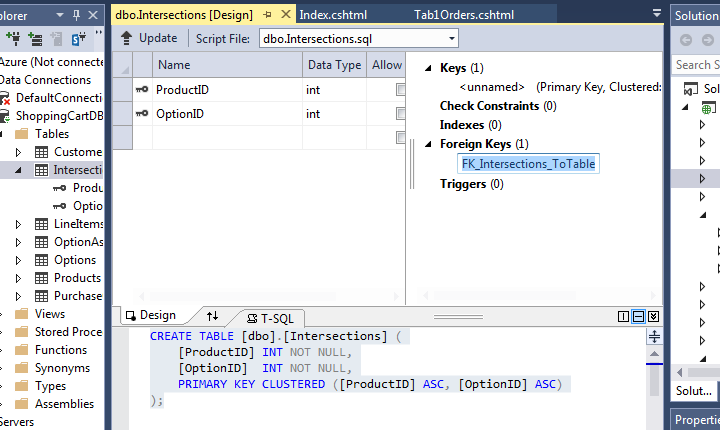 plorer
dbo.Intersections [Design]
Index.cshtml
Tab1Orders.cshtml
Solution
Update
Script File:
dbo.Intersections.sql
Azure (Not connecte
Data Connections
DefaultConnecti
ShoppingCartDB
Tables
Custome
Intersecti
Produ
Optio
LineItems
OptionAs
Options
Products
Purchase
Views
Stored Proce
Functions
Synonyms
Types
Assemblies
Servers
Name
Data Type
Allow
ProductID
int
OptionID
int
Keys (1)
<unnamed> (Primary Key, Clustered:
Check Constraints (0)
Indexes (0)
Foreign Keys (1)
FK_Intersections_ToTable
Triggers (0)
Design
T-SQL
CREATE TABLE [dbo].[Intersections] (
[ProductID] INT NOT NULL,
[OptionID] INT NOT NULL,
PRIMARY KEY CLUSTERED ([ProductID] ASC, [OptionID] ASC)
);
Search S
Solu
Solut...
Propertie